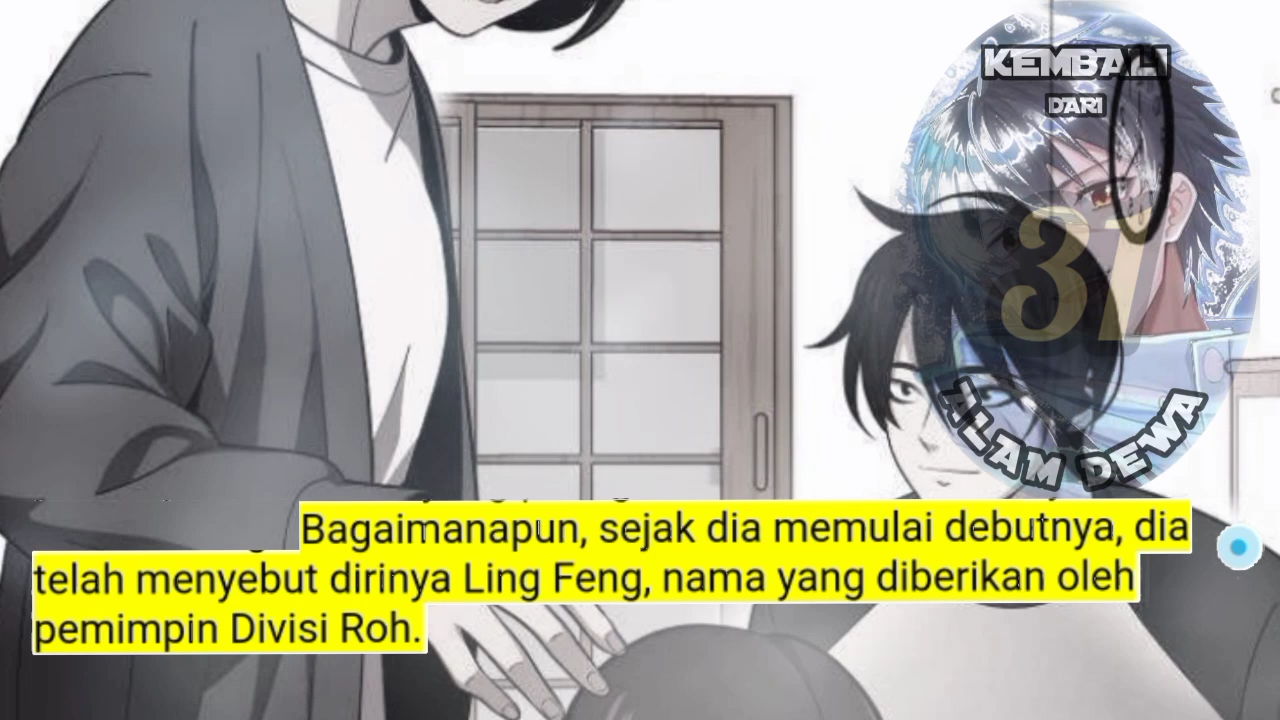 KEMBALI
DARI
37
ALAM DEWA
Bagaimanapun, sejak dia memulai debutnya, dia
telah menyebut dirinya Ling Feng, nama yang diberikan oleh
pemimpin Divisi Roh.